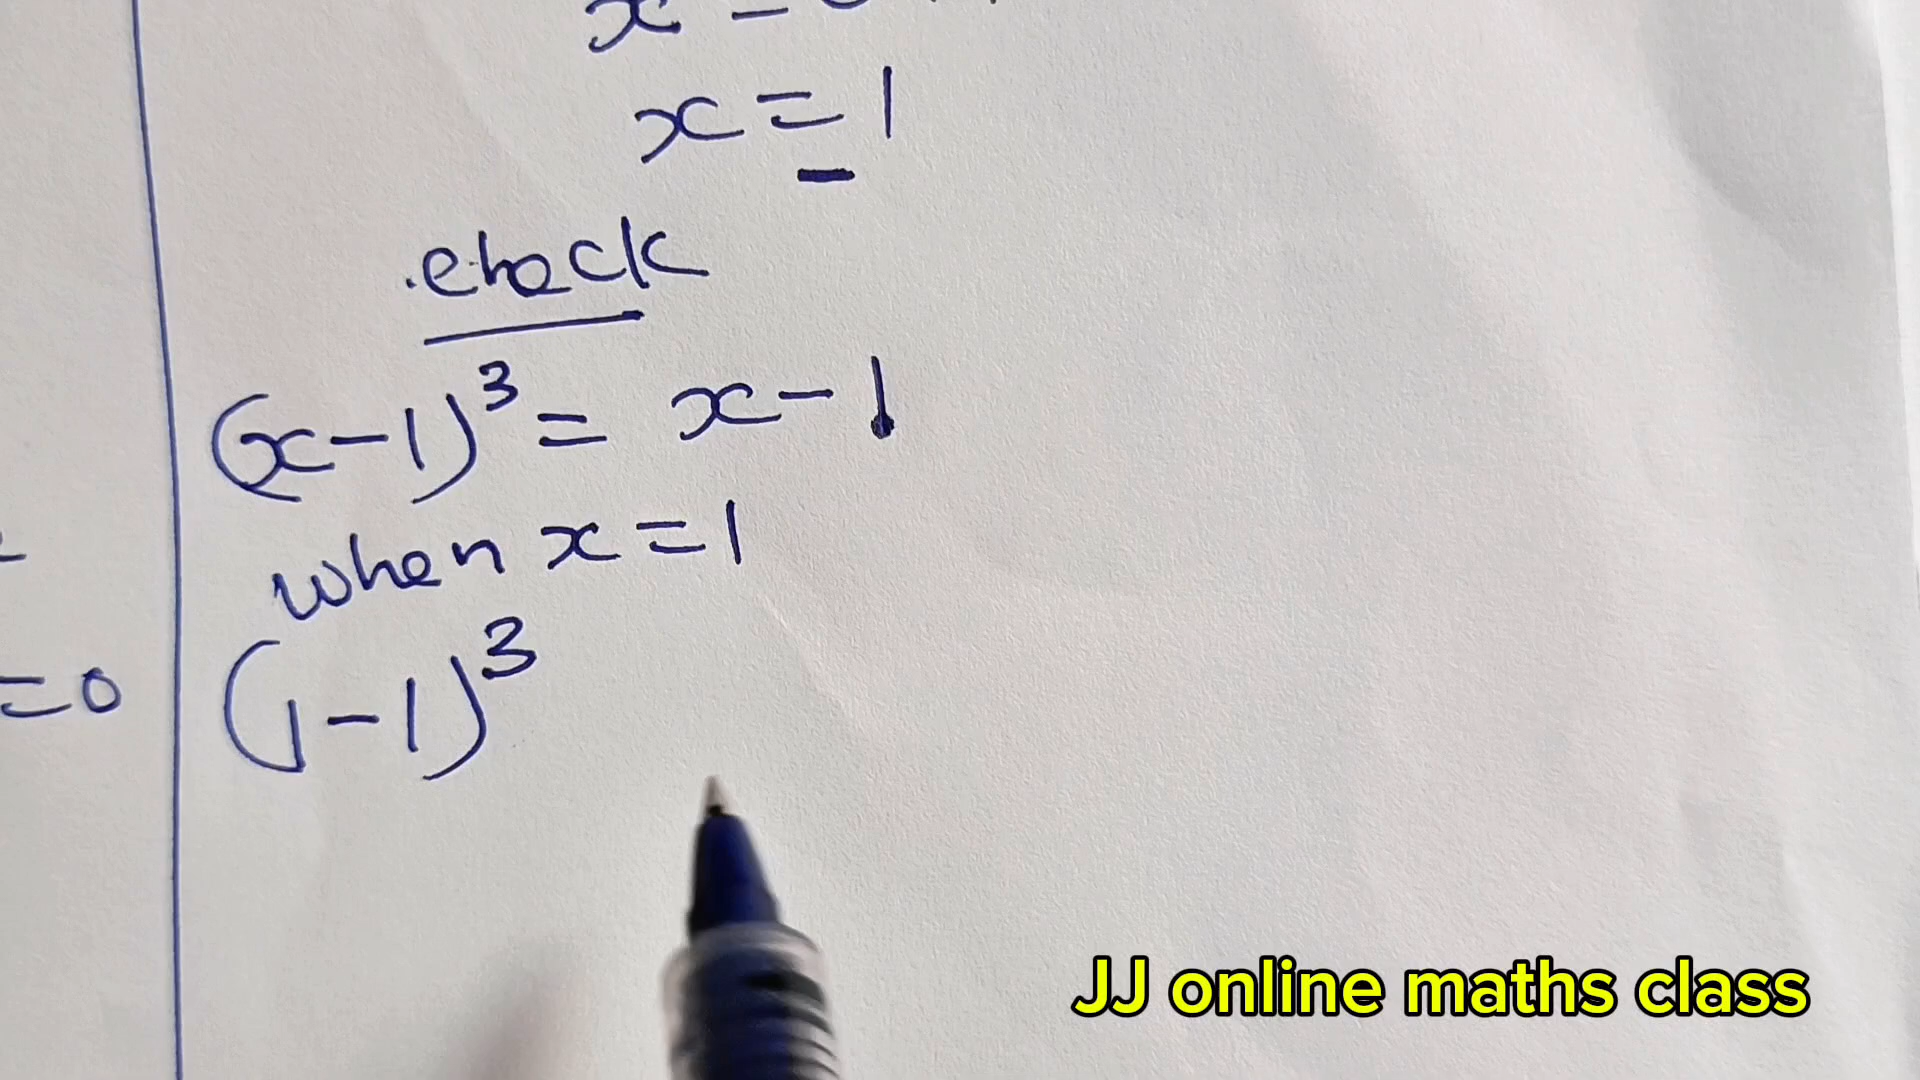 x = 1
check
(x-1)³ = x-1
when x=1
=0
(1-1)³
JJ online maths class